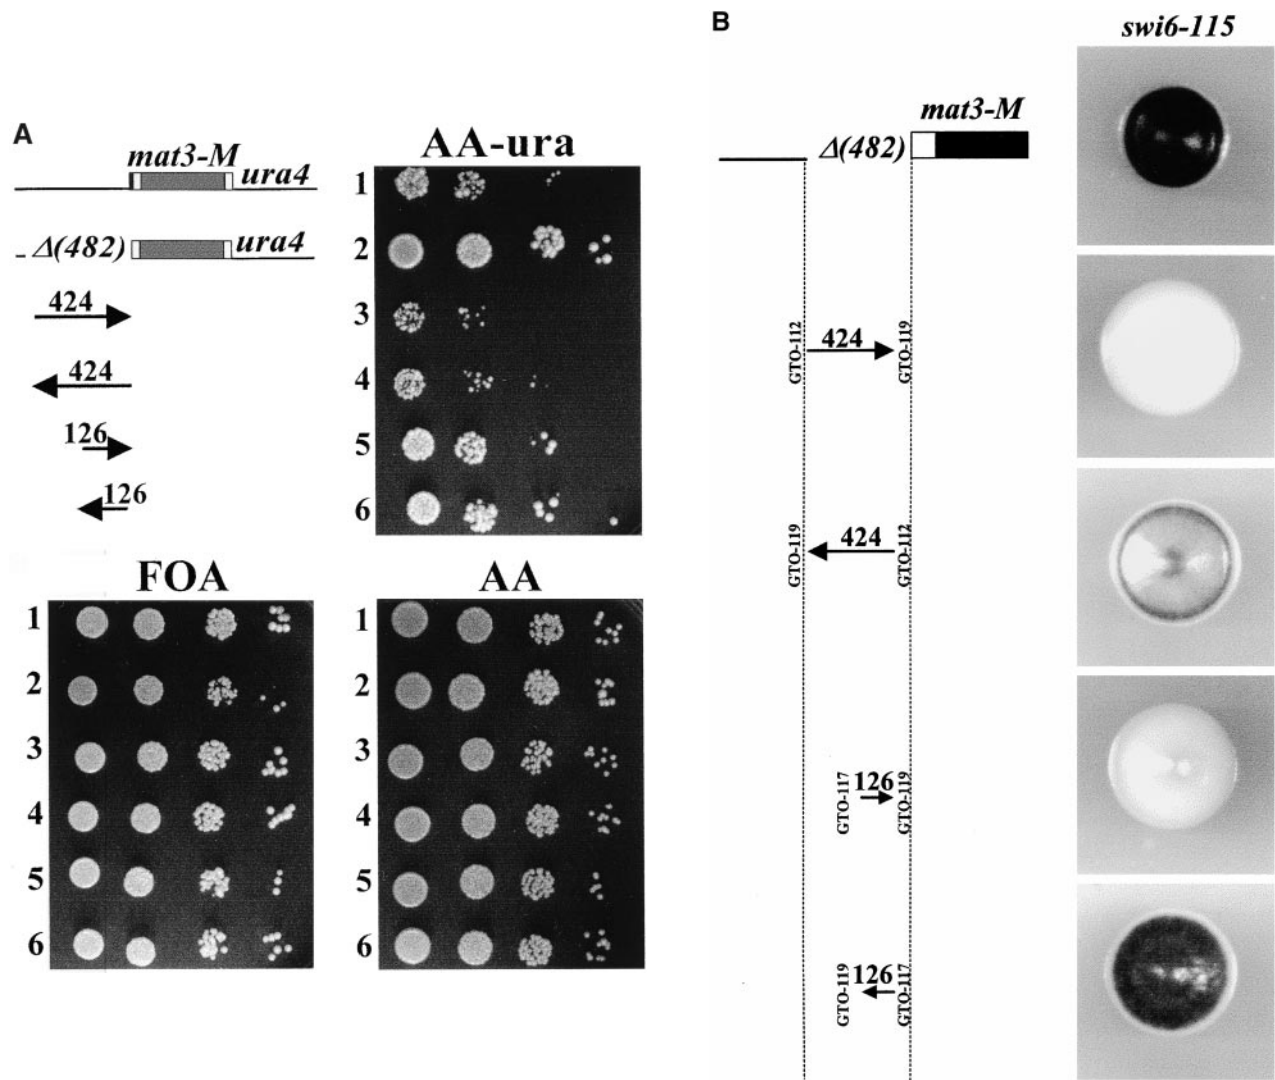 A
mat3-M
ura4
Δ(482)
ura4
424
424
126
126
AA-ura
1
2
3
4
5
6
FOA
1
2
3
4
5
6
AA
1
2
3
4
5
6
B
swi6-115
mat3-M
Δ(482)
GTO-112
424
GTO-119
GTO-119
424
GTO-112
GTO-117
126
GTO-119
GTO-119
126
GTO-117